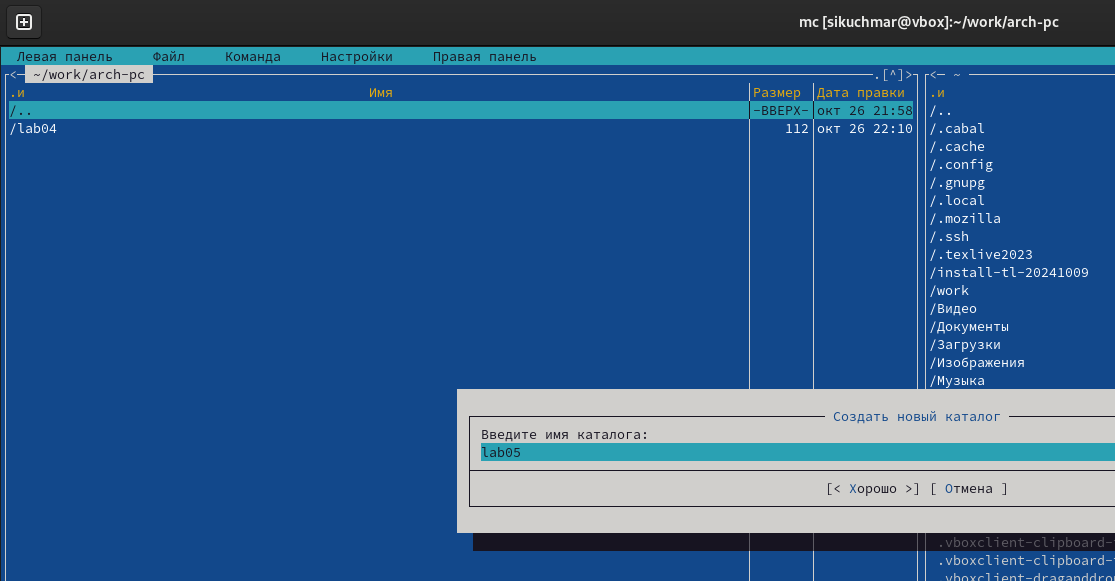 mc [sikuchmar@vbox]:~/work/arch-pc
Левая панель Файл Команда Настройки Правая панель
<─ ~/work/arch-pc .[^]>
.и Имя Размер Дата правки
/.. -ВВЕРХ- окт 26 21:58
/lab04 112 окт 26 22:10
<─ ~
.и
/..
/.cabal
/.cache
/.config
/.gnupg
/.local
/.mozilla
/.ssh
/.texlive2023
/install-tl-20241009
/work
/Видео
/Документы
/Загрузки
/Изображения
/Музыка
Создать новый каталог
Введите имя каталога:
lab05
[< Хорошо >] [ Отмена ]
.vboxclient-clipboard-
.vboxclient-clipboard-
.vboxclient-draganddro